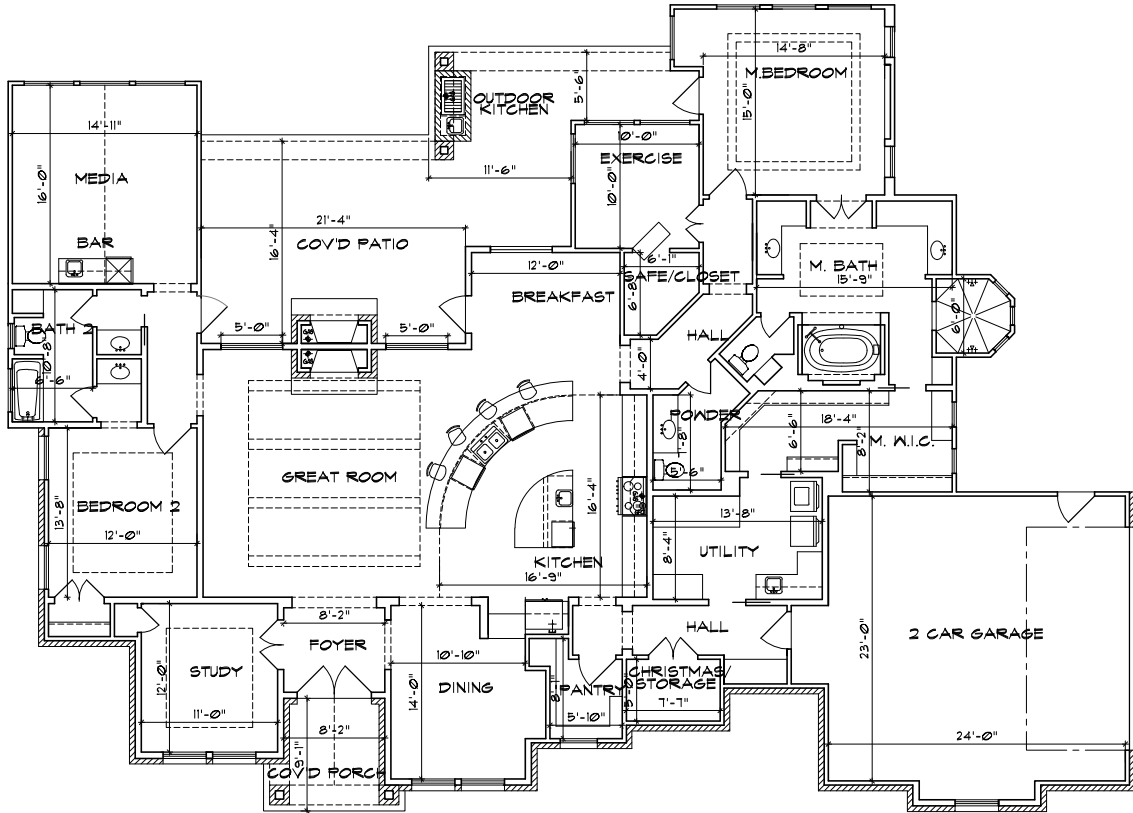 14'-8"
M.BEDROOM
15'-0"
5'-6"
OUTDOOR
KITCHEN
11'-6"
14'-11"
MEDIA
16'-0"
BAR
10'-0"
EXERCISE
10'-0"
21'-4"
COV'D PATIO
16'-4"
12'-0"
BREAKFAST
6'-1"
SAFE/CLOSET
6'-8"
M. BATH
15'-9"
6'-0"
BATH 2
10'-8"
6'-6"
5'-0"
5'-0"
HALL
4'-0"
POWDER
5'-6"
18'-4"
6'-6"
8'-2"
M. W.I.C.
GREAT ROOM
BEDROOM 2
13'-8"
12'-0"
16'-4"
KITCHEN
16'-9"
13'-8"
8'-4"
UTILITY
8'-2"
FOYER
HALL
2 CAR GARAGE
23'-0"
24'-0"
STUDY
12'-0"
11'-0"
10'-10"
DINING
14'-0"
PANTRY
5'-10"
CHRISTMAS/
STORAGE
7'-7"
5'-0"
8'-2"
9'-1"
COV'D PORCH